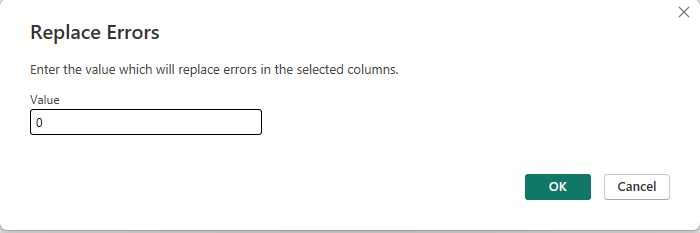 Replace Errors
Enter the value which will replace errors in the selected columns.
Value
0
OK
Cancel